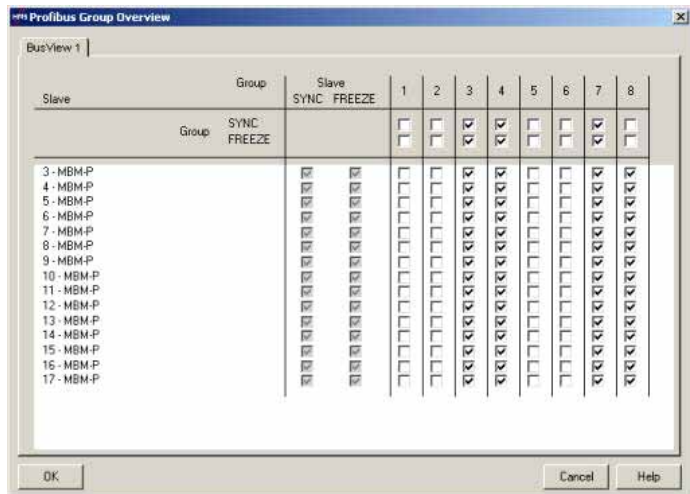 HMS Profibus Group Overview
BusView 1
Group Slave 1 2 3 4 5 6 7 8
Slave SYNC FREEZE
Group SYNC
FREEZE
3 - MBM-P
4 - MBM-P
5 - MBM-P
6 - MBM-P
7 - MBM-P
8 - MBM-P
9 - MBM-P
10 - MBM-P
11 - MBM-P
12 - MBM-P
13 - MBM-P
14 - MBM-P
15 - MBM-P
16 - MBM-P
17 - MBM-P
OK Cancel Help